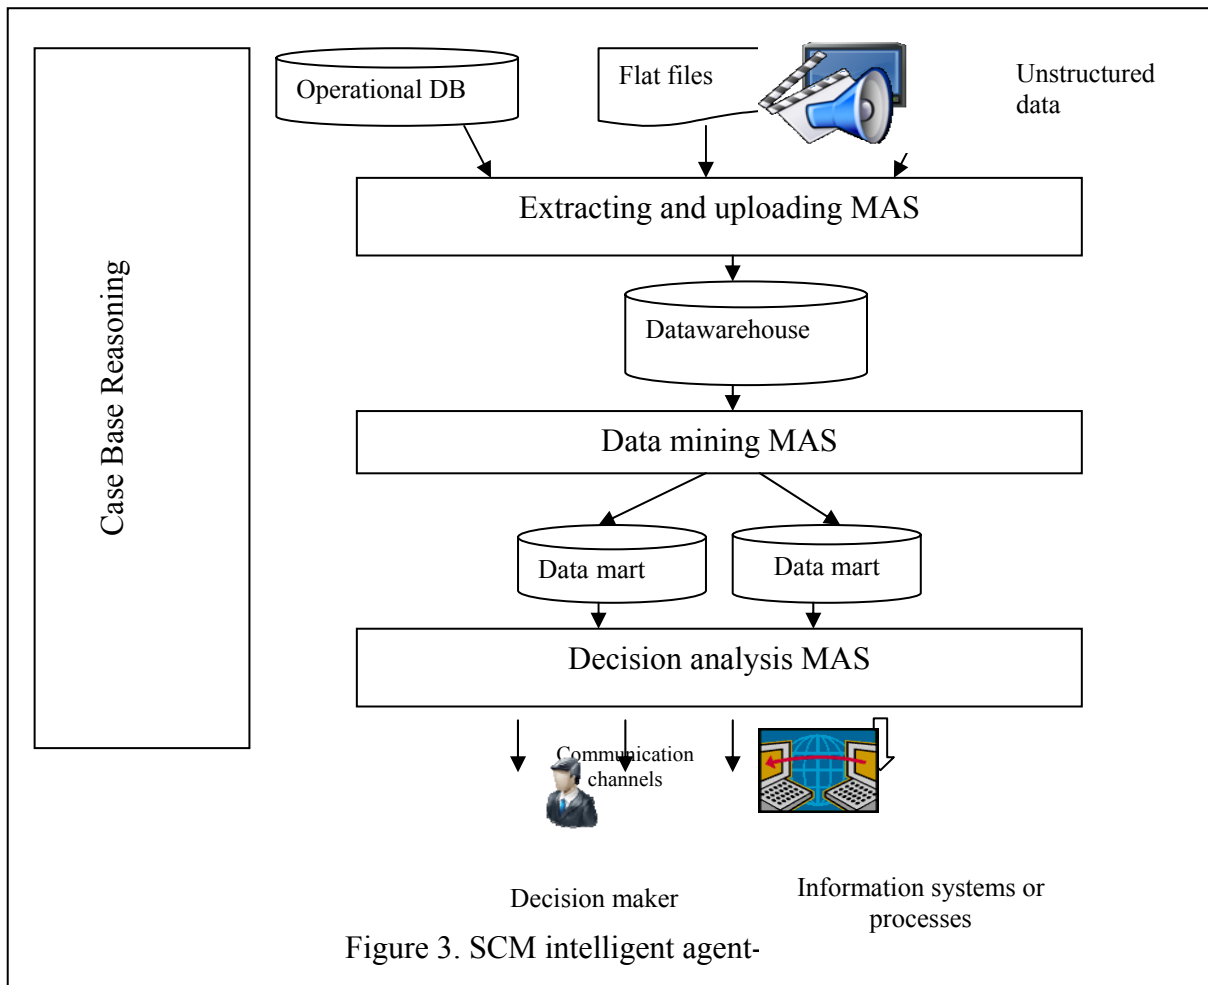 Operational DB
Flat files
Unstructured
data
Extracting and uploading MAS
Case Base Reasoning
Datawarehouse
Data mining MAS
Data mart
Data mart
Decision analysis MAS
Communication
channels
Decision maker
Information systems or
processes
Figure 3. SCM intelligent agent-